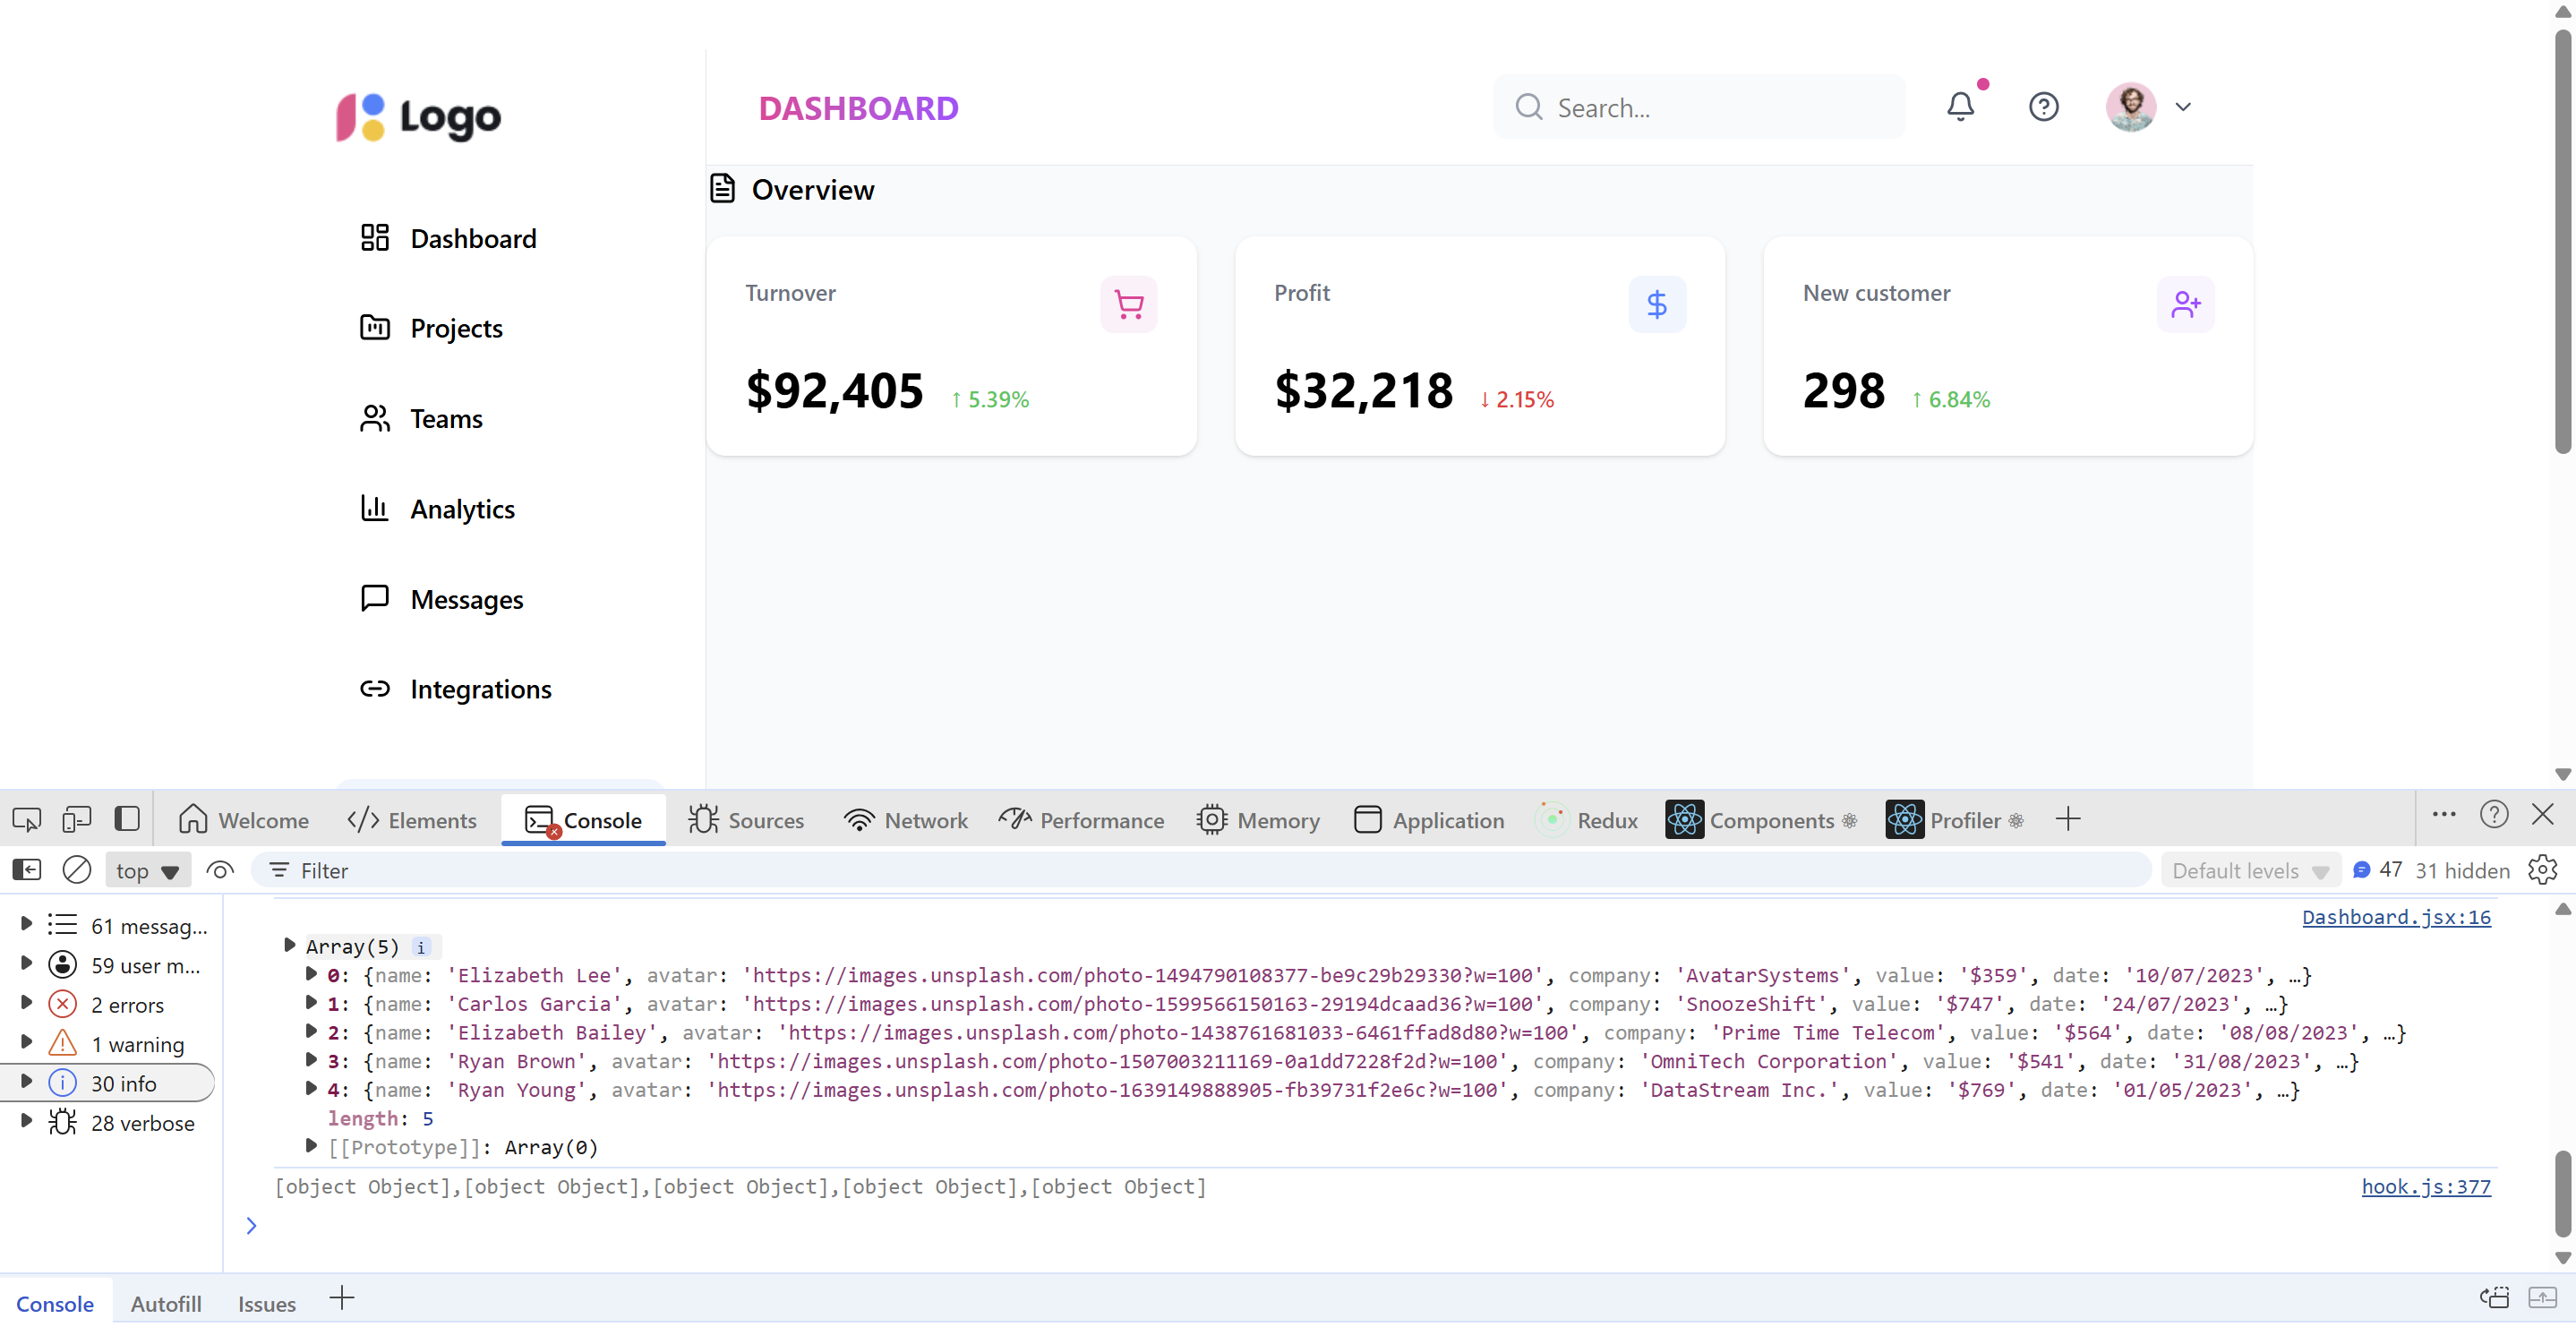 Logo
DASHBOARD
Search...
Dashboard
Projects
Teams
Analytics
Messages
Integrations
Overview
Turnover
$92,405 ↑ 5.39%
Profit
$32,218 ↓ 2.15%
New customer
298 ↑ 6.84%
Welcome </> Elements Console Sources Network Performance Memory Application Redux Components ⚛ Profiler ⚛
top Filter Default levels 47 31 hidden
61 messag...
59 user m...
2 errors
1 warning
30 info
28 verbose
Dashboard.jsx:16
Array(5) i
0: {name: 'Elizabeth Lee', avatar: 'https://images.unsplash.com/photo-1494790108377-be9c29b29330?w=100', company: 'AvatarSystems', value: '$359', date: '10/07/2023', …}
1: {name: 'Carlos Garcia', avatar: 'https://images.unsplash.com/photo-1599566150163-29194dcaad36?w=100', company: 'SnoozeShift', value: '$747', date: '24/07/2023', …}
2: {name: 'Elizabeth Bailey', avatar: 'https://images.unsplash.com/photo-1438761681033-6461ffad8d80?w=100', company: 'Prime Time Telecom', value: '$564', date: '08/08/2023', …}
3: {name: 'Ryan Brown', avatar: 'https://images.unsplash.com/photo-1507003211169-0a1dd7228f2d?w=100', company: 'OmniTech Corporation', value: '$541', date: '31/08/2023', …}
4: {name: 'Ryan Young', avatar: 'https://images.unsplash.com/photo-1639149888905-fb39731f2e6c?w=100', company: 'DataStream Inc.', value: '$769', date: '01/05/2023', …}
length: 5
[[Prototype]]: Array(0)
[object Object],[object Object],[object Object],[object Object],[object Object] hook.js:377
Console Autofill Issues